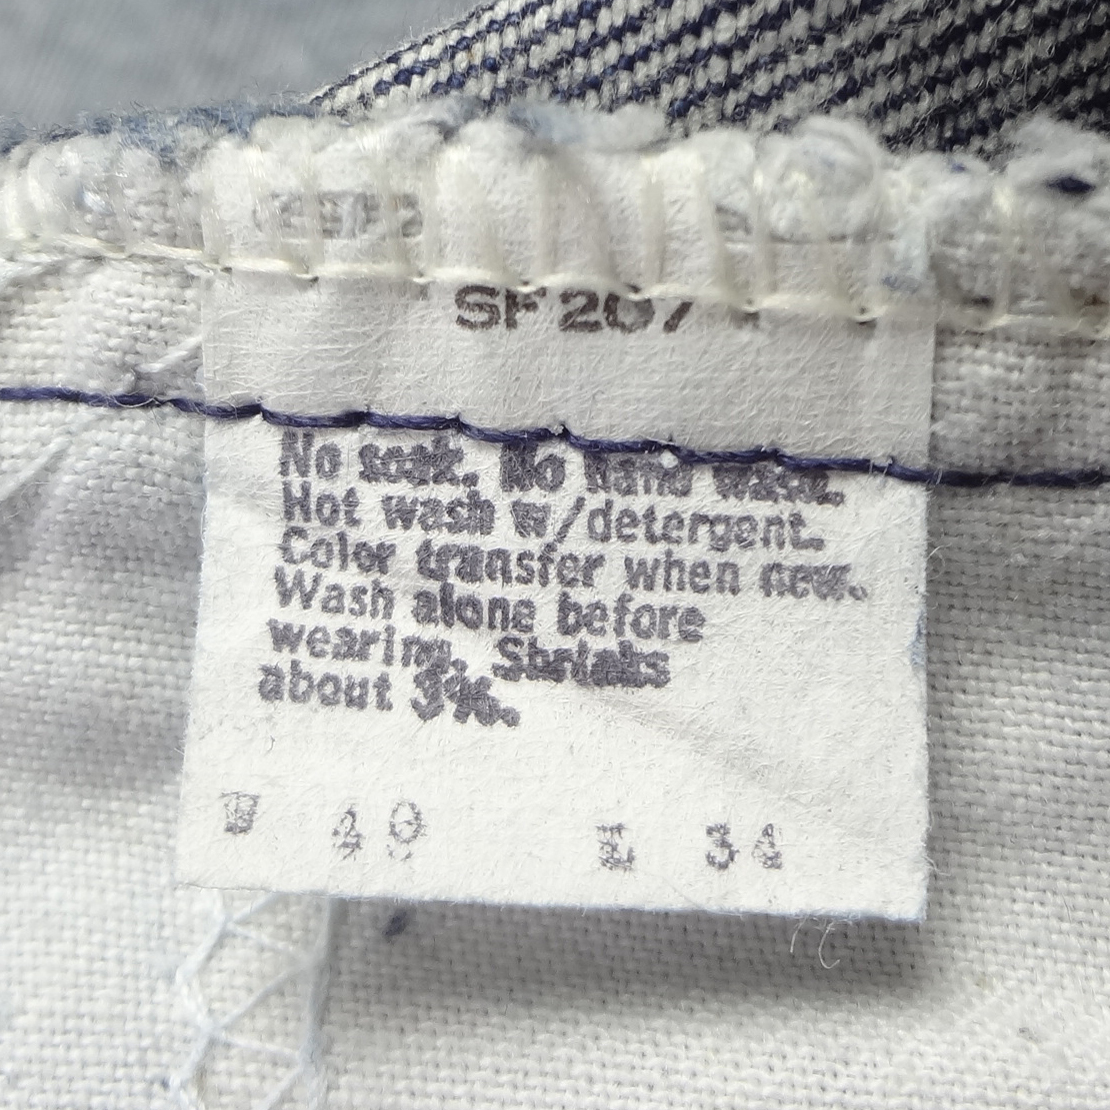 SF 207
No soak. No hand wash.
Hot wash w/detergent.
Color transfer when new.
Wash alone before
wearing. Shrinks
about 3%.
W L 34